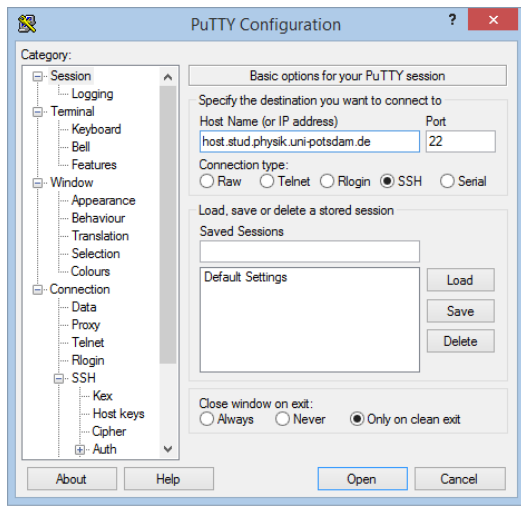 PuTTY Configuration
? ×
Category:
Session
Logging
Terminal
Keyboard
Bell
Features
Window
Appearance
Behaviour
Translation
Selection
Colours
Connection
Data
Proxy
Telnet
Rlogin
SSH
Kex
Host keys
Cipher
Auth
Basic options for your PuTTY session
Specify the destination you want to connect to
Host Name (or IP address) Port
host.stud.physik.uni-potsdam.de 22
Connection type:
Raw Telnet Rlogin SSH Serial
Load, save or delete a stored session
Saved Sessions
Default Settings
Load
Save
Delete
Close window on exit:
Always Never Only on clean exit
About Help Open Cancel